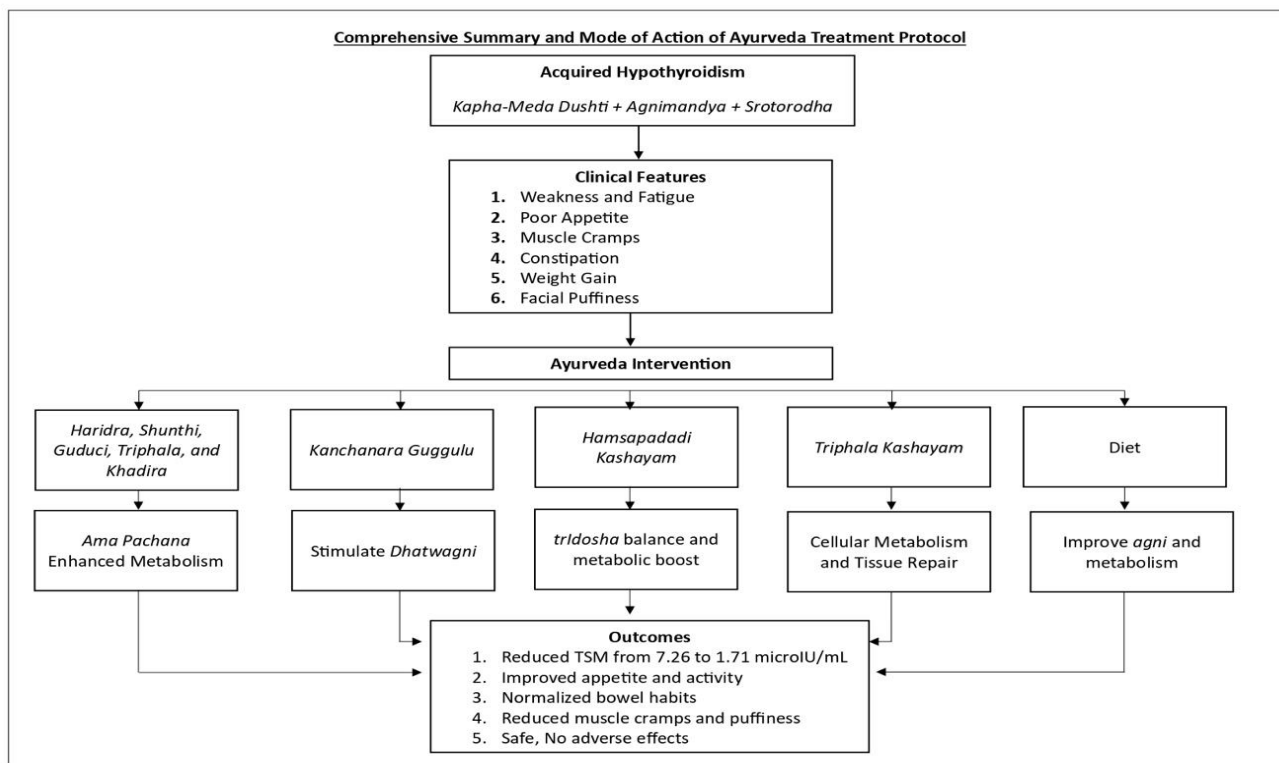 Comprehensive Summary and Mode of Action of Ayurveda Treatment Protocol
Acquired Hypothyroidism
Kapha-Meda Dushti + Agnimandya + Srotorodha
Clinical Features
1. Weakness and Fatigue
2. Poor Appetite
3. Muscle Cramps
4. Constipation
5. Weight Gain
6. Facial Puffiness
Ayurveda Intervention
Haridra, Shunthi,
Guduci, Triphala, and
Khadira
Kanchanara Guggulu
Hamsapadadi
Kashayam
Triphala Kashayam
Diet
Ama Pachana
Enhanced Metabolism
Stimulate Dhatwagni
trIdosha balance and
metabolic boost
Cellular Metabolism
and Tissue Repair
Improve agni and
metabolism
Outcomes
1. Reduced TSM from 7.26 to 1.71 microIU/mL
2. Improved appetite and activity
3. Normalized bowel habits
4. Reduced muscle cramps and puffiness
5. Safe, No adverse effects